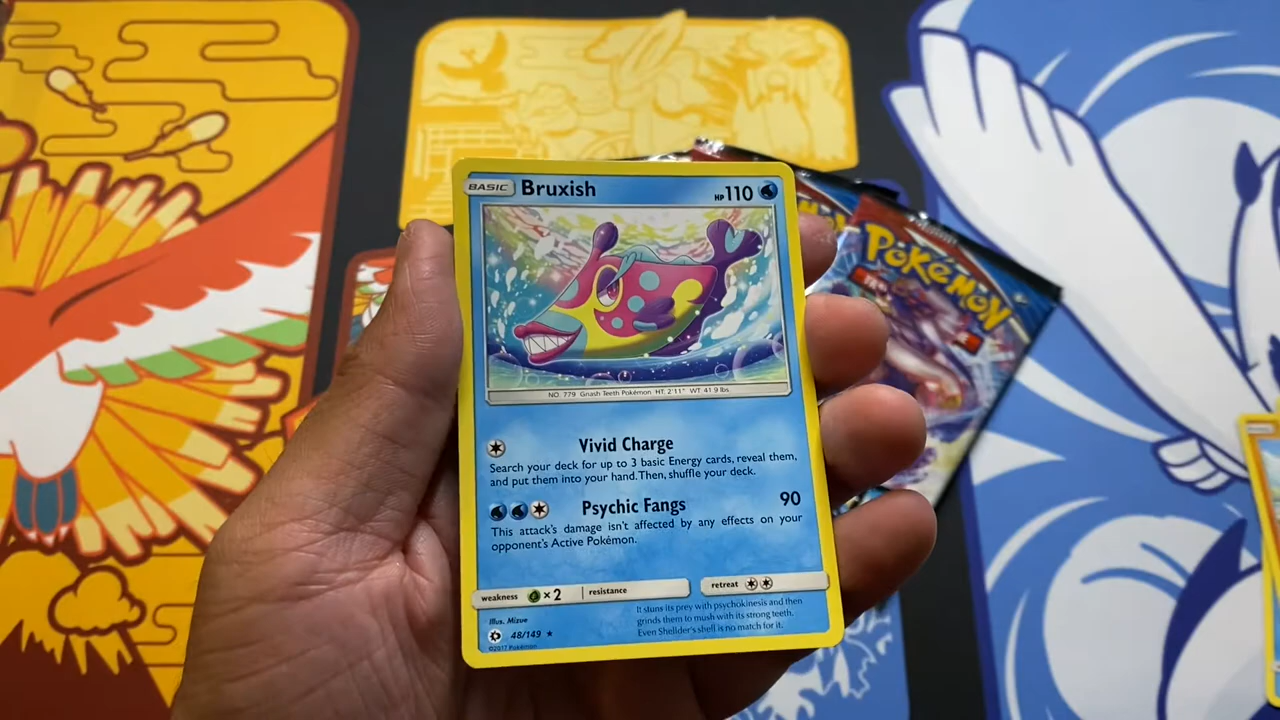 BASIC Bruxish HP 110
NO. 779 Gnash Teeth Pokémon HT: 2'11" WT: 41.9 lbs
Vivid Charge
Search your deck for up to 3 basic Energy cards, reveal them,
and put them into your hand. Then, shuffle your deck.
Psychic Fangs 90
This attack's damage isn't affected by any effects on your
opponent's Active Pokémon.
weakness ×2 resistance retreat
It stuns its prey with psychokinesis and then
grinds them to mush with its strong teeth.
Even Shellder's shell is no match for it.
Illus. Mizue
48/149 ★
©2017 Pokémon
POKéMON